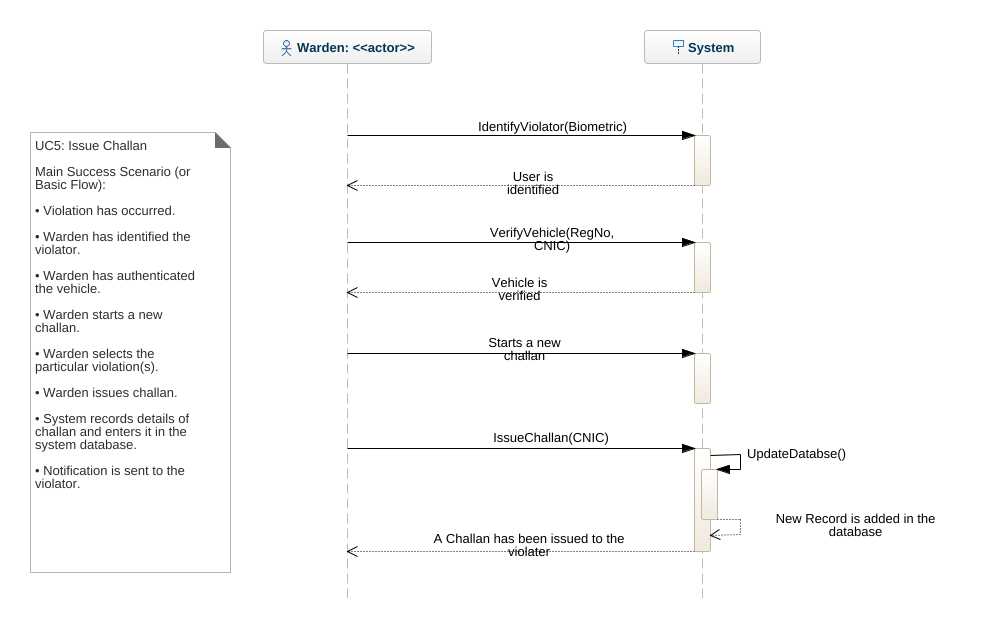 Warden: <<actor>>
System
UC5: Issue Challan
Main Success Scenario (or
Basic Flow):
• Violation has occurred.
• Warden has identified the
violator.
• Warden has authenticated
the vehicle.
• Warden starts a new
challan.
• Warden selects the
particular violation(s).
• Warden issues challan.
• System records details of
challan and enters it in the
system database.
• Notification is sent to the
violator.
IdentifyViolator(Biometric)
User is
identified
VerifyVehicle(RegNo,
CNIC)
Vehicle is
verified
Starts a new
challan
IssueChallan(CNIC)
UpdateDatabse()
New Record is added in the
database
A Challan has been issued to the
violater